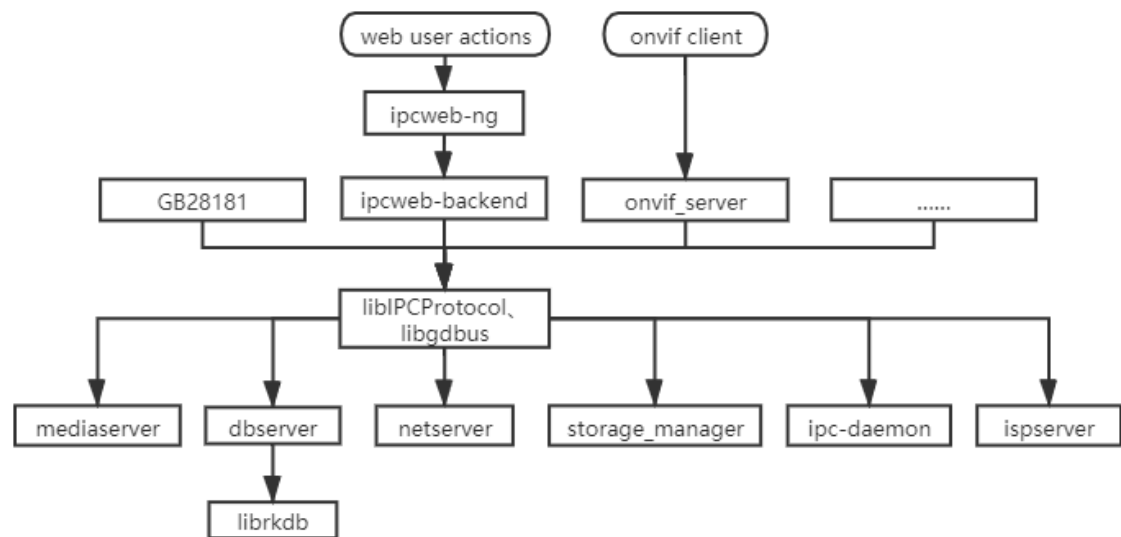 web user actions
onvif client
ipcweb-ng
GB28181
ipcweb-backend
onvif_server
......
libIPCProtocol、
libgdbus
mediaserver
dbserver
netserver
storage_manager
ipc-daemon
ispserver
librkdb